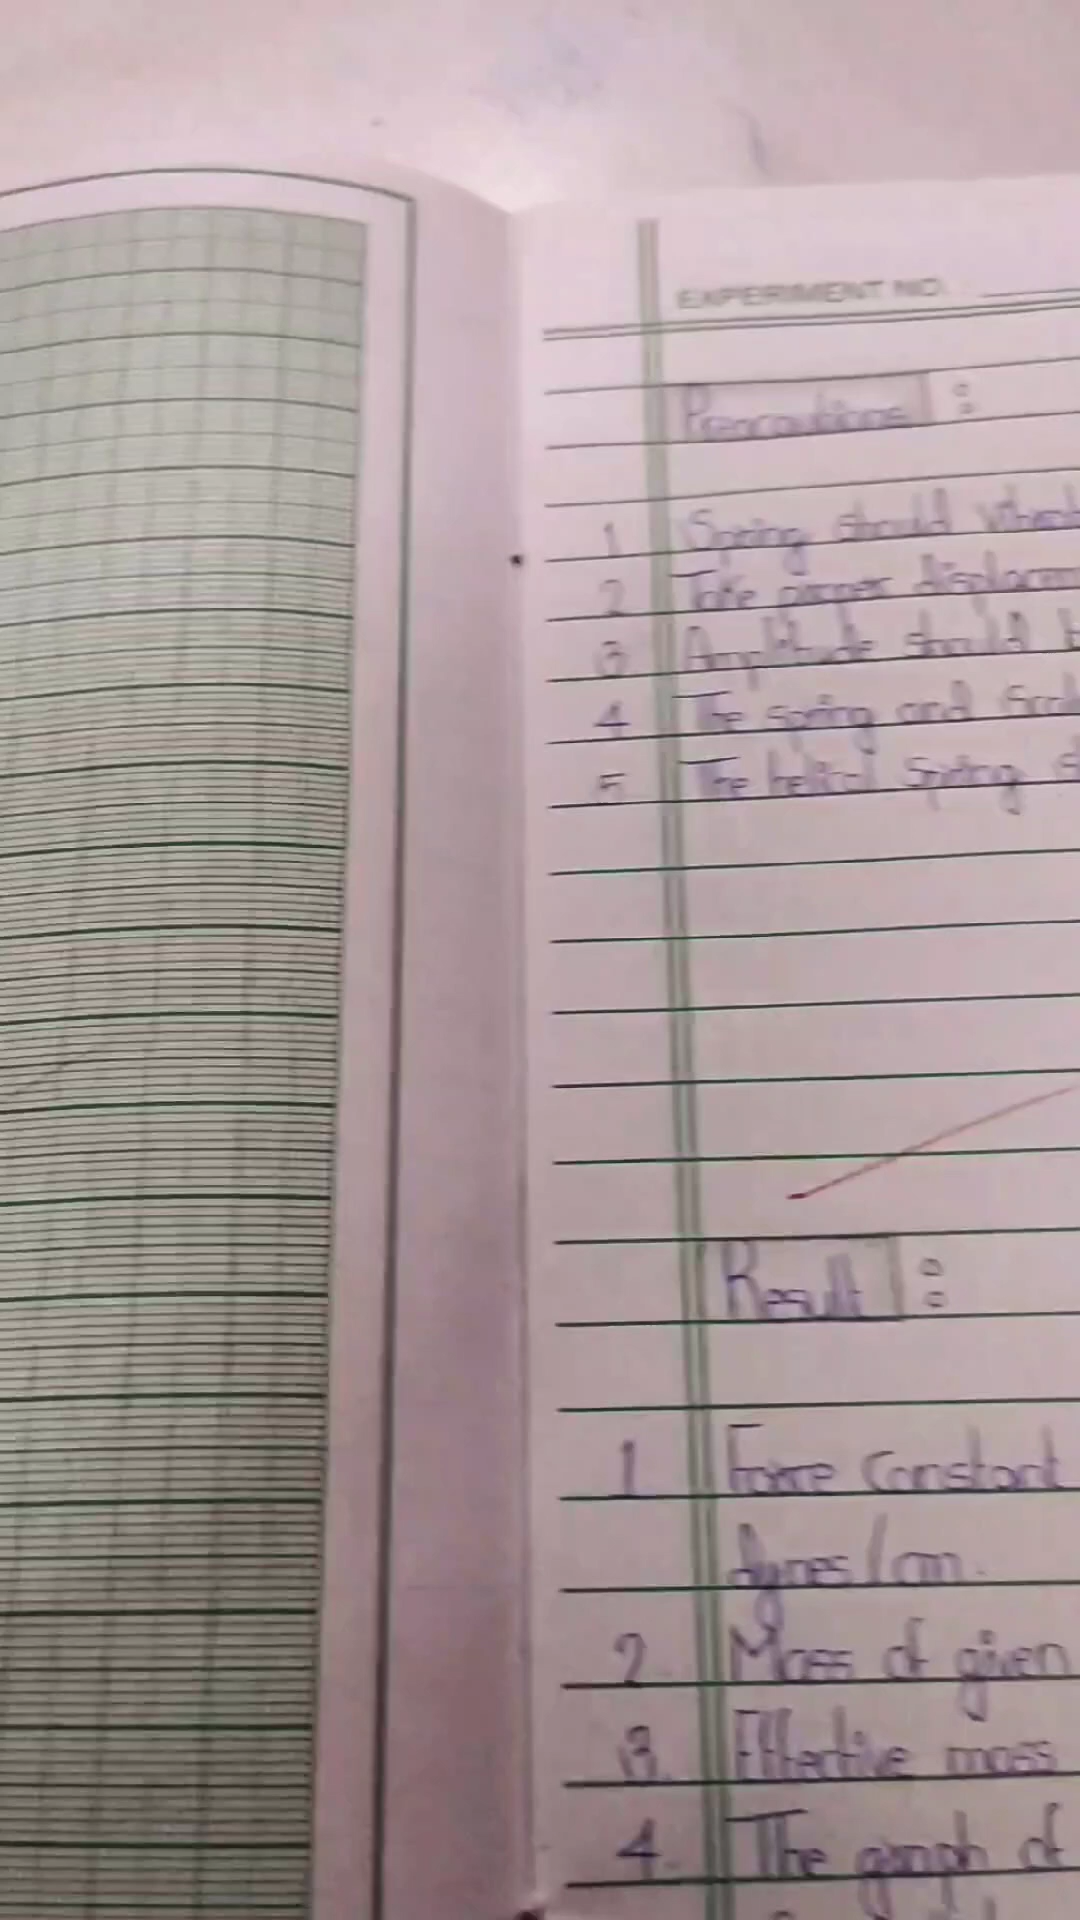 EXPERIMENT NO.
Precautions :
1 Spring should
2 Take proper
3 Amplitude should
4 The spring and
5 The helical Spring
Result :
1 Force Constant
dynes/cm.
2. Mass of given
3. Effective mass
4. The graph of